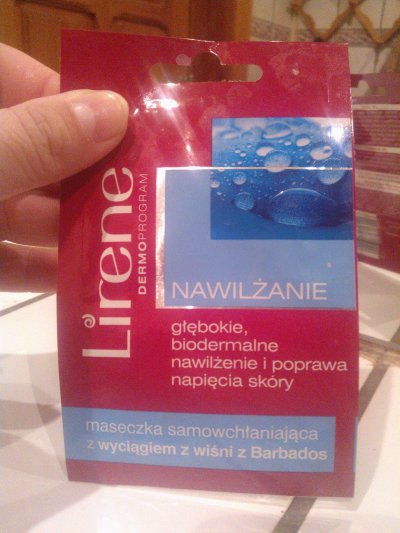 Lirene
DERMOPROGRAM
NAWILŻANIE
głębokie,
biodermalne
nawilżenie i poprawa
napięcia skóry
maseczka samowchłaniająca
z wyciągiem z wiśni z Barbados